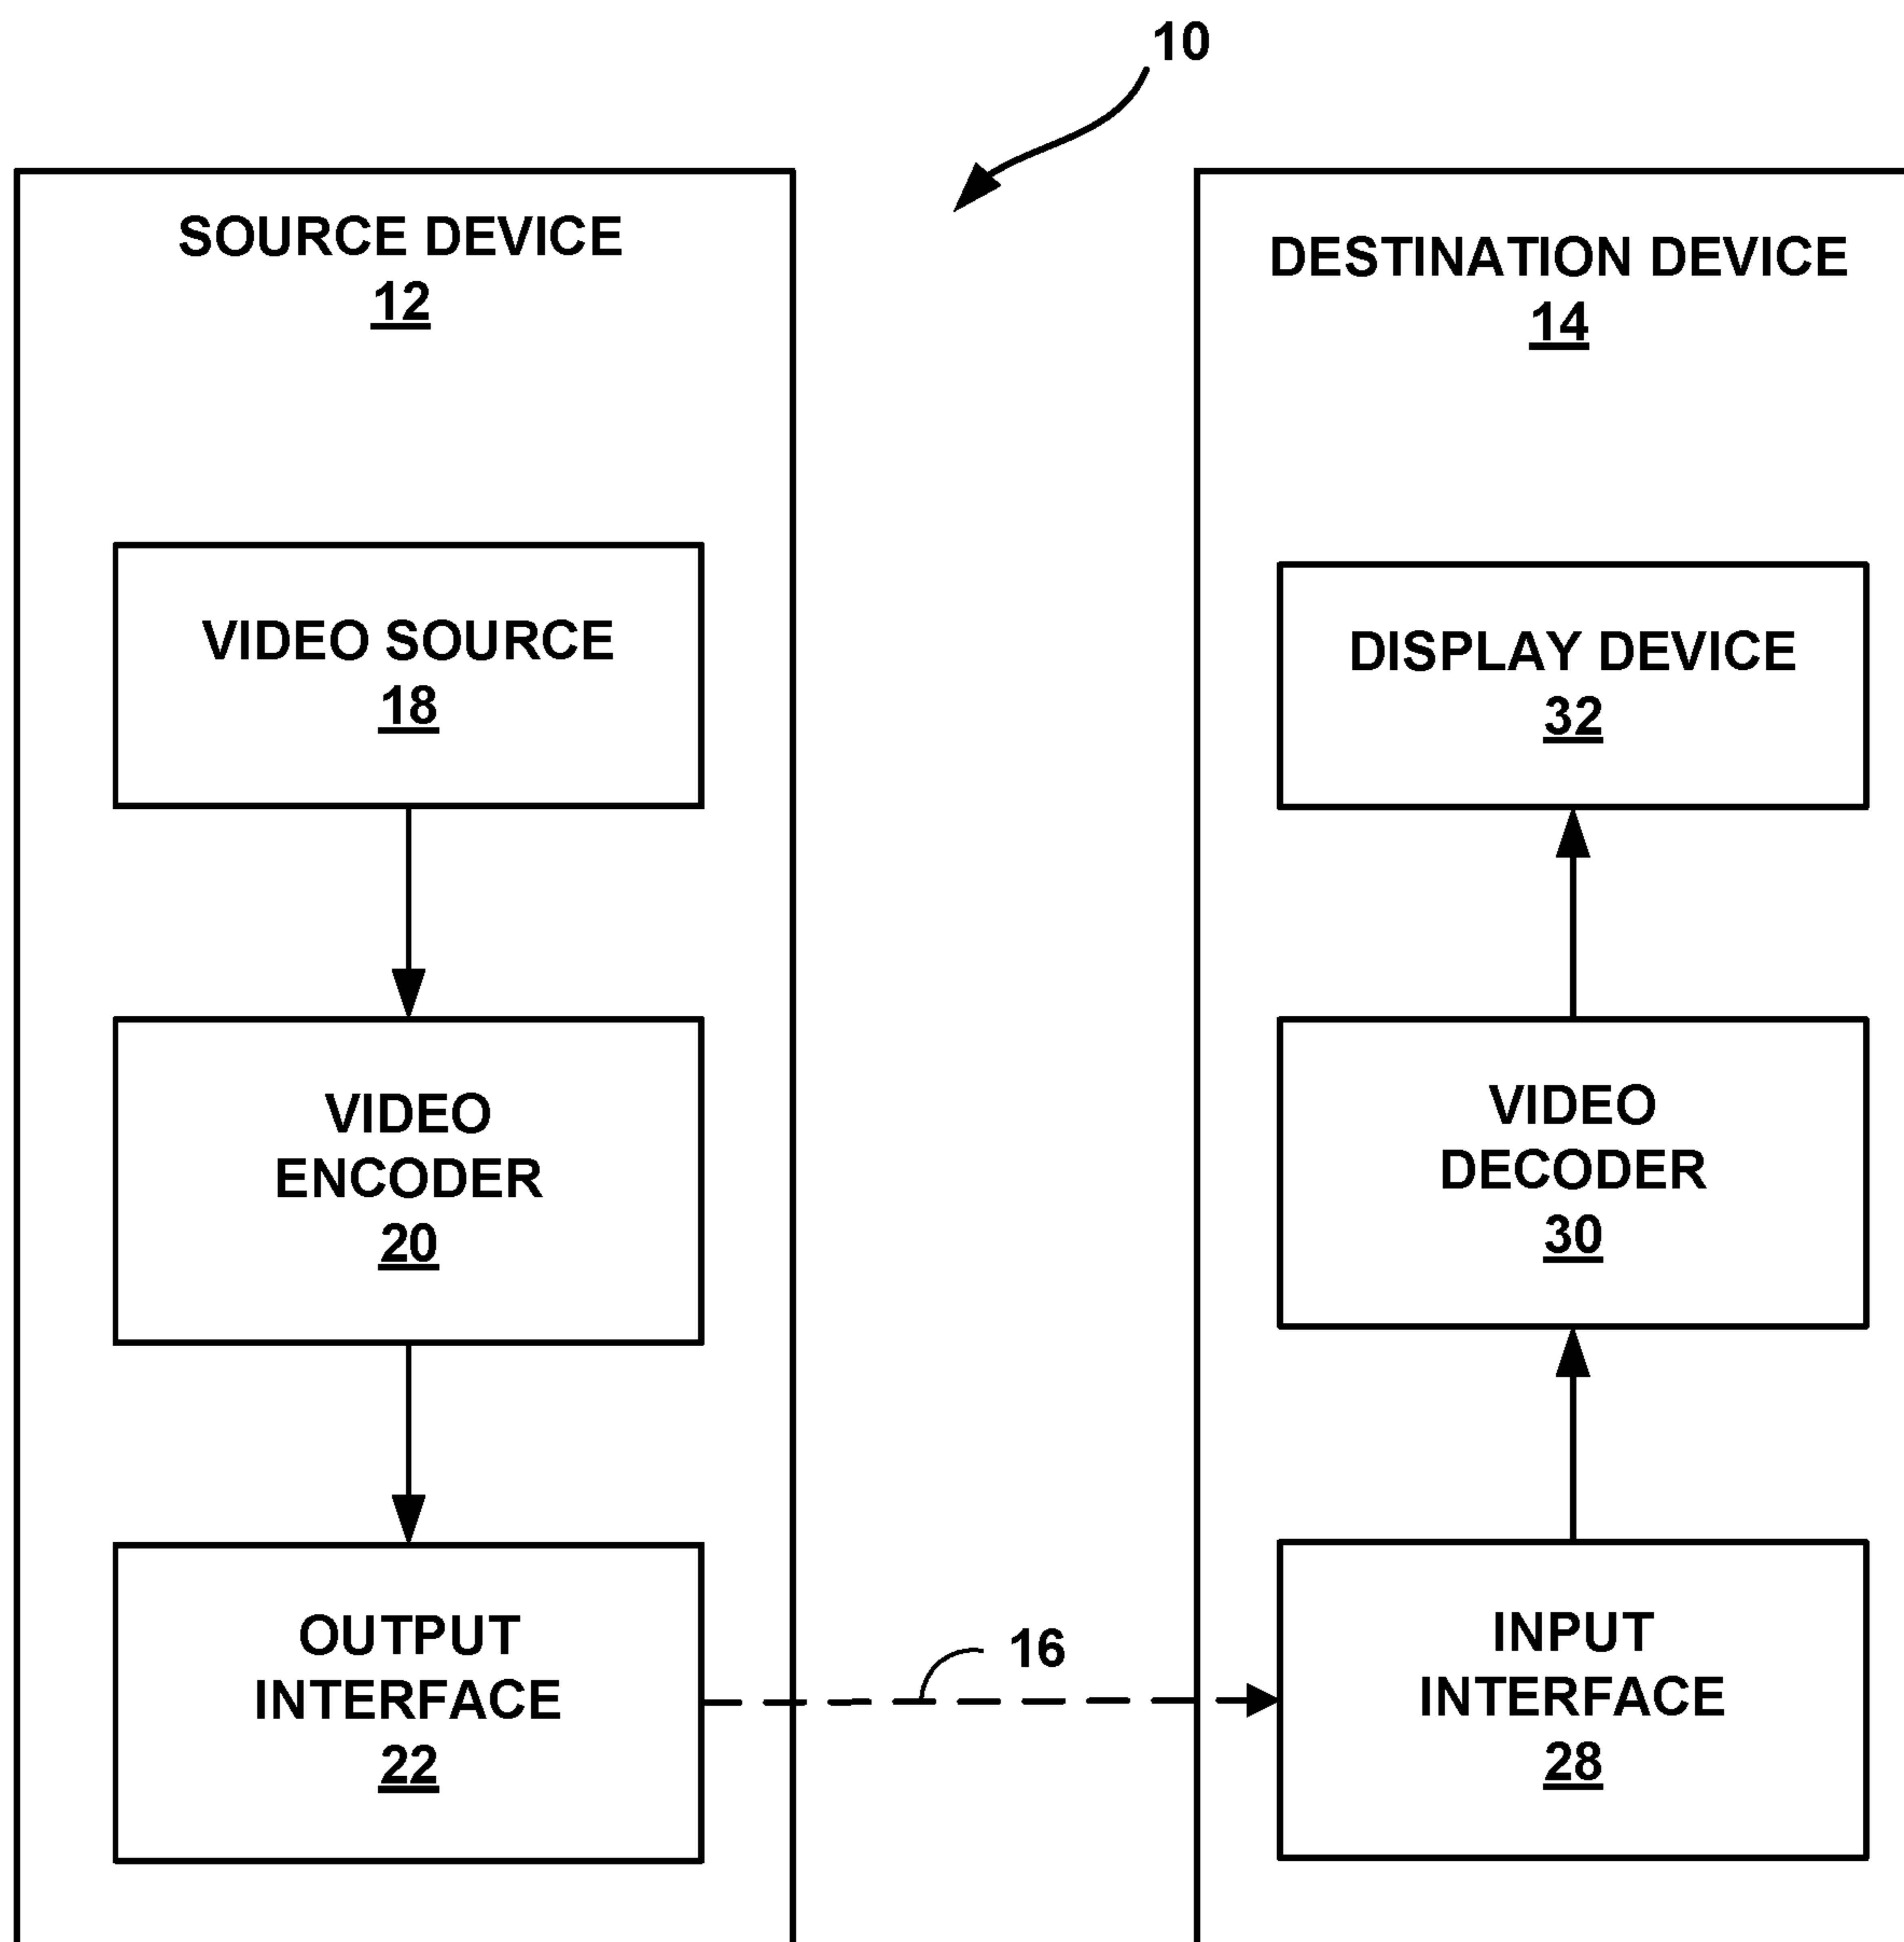 10
SOURCE DEVICE
12
VIDEO SOURCE
18
VIDEO
ENCODER
20
OUTPUT
INTERFACE
22
16
DESTINATION DEVICE
14
DISPLAY DEVICE
32
VIDEO
DECODER
30
INPUT
INTERFACE
28